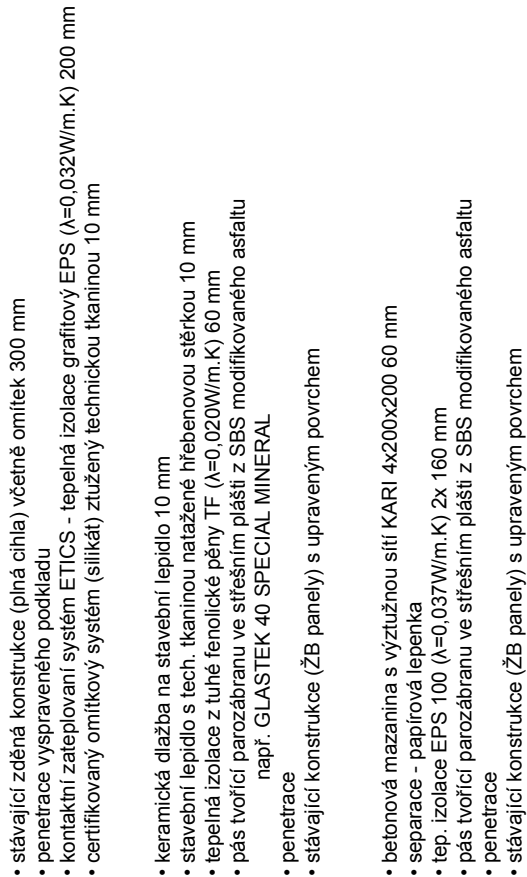 • stávající zděná konstrukce (plná cihla) včetně omítek 300 mm
• penetrace vyspraveného podkladu
• kontaktní zateplovaní systém ETICS - tepelná izolace grafitový EPS (λ=0,032W/m.K) 200 mm
• certifikovaný omítkový systém (silikát) ztužený technickou tkaninou 10 mm
• keramická dlažba na stavební lepidlo 10 mm
• stavební lepidlo s tech. tkaninou natažené hřebenovou stěrkou 10 mm
• tepelná izolace z tuhé fenolické pěny TF (λ=0,020W/m.K) 60 mm
• pás tvořící parozábranu ve střešním plášti z SBS modifikovaného asfaltu
např. GLASTEK 40 SPECIAL MINERAL
• penetrace
• stávající konstrukce (ŽB panely) s upraveným povrchem
• betonová mazanina s výztužnou sítí KARI 4x200x200 60 mm
• separace - papírová lepenka
• tep. izolace EPS 100 (λ=0,037W/m.K) 2x 160 mm
• pás tvořící parozábranu ve střešním plášti z SBS modifikovaného asfaltu
• penetrace
• stávající konstrukce (ŽB panely) s upraveným povrchem